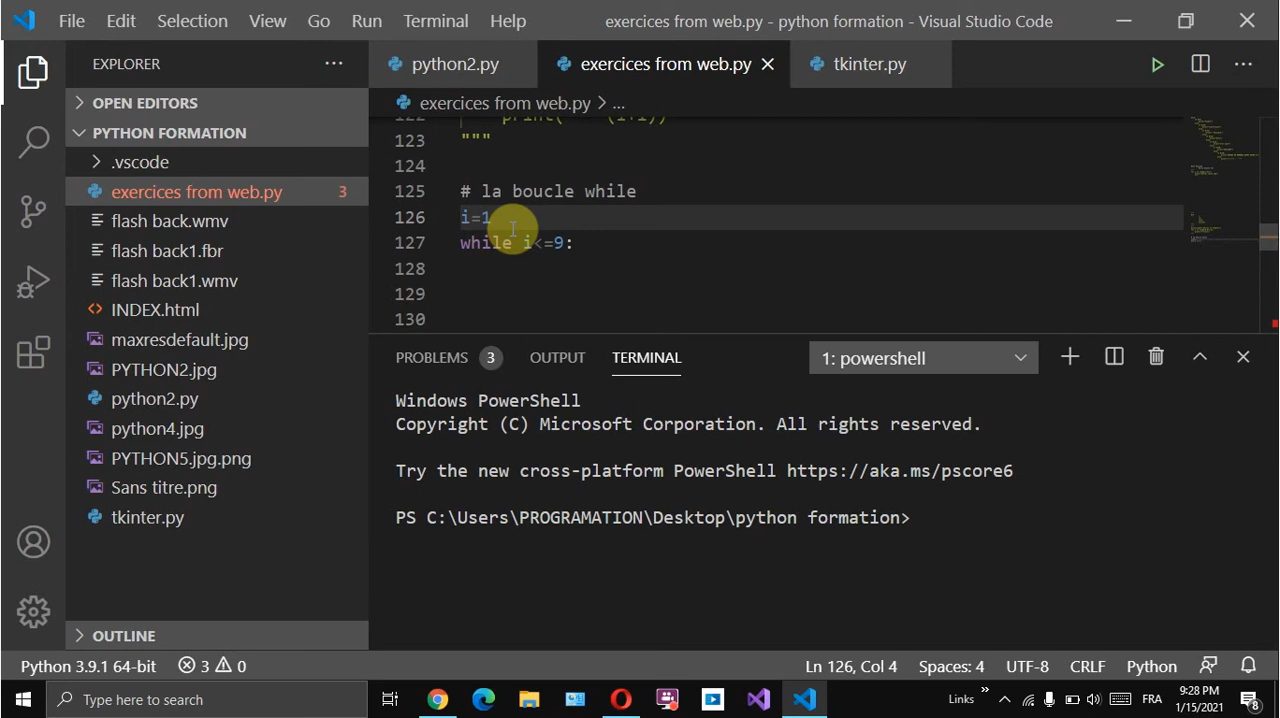 File Edit Selection View Go Run Terminal Help exercices from web.py - python formation - Visual Studio Code
EXPLORER
python2.py exercices from web.py tkinter.py
OPEN EDITORS
exercices from web.py > ...
PYTHON FORMATION
.vscode
exercices from web.py 3
flash back.wmv
flash back1.fbr
flash back1.wmv
INDEX.html
maxresdefault.jpg
PYTHON2.jpg
python2.py
python4.jpg
PYTHON5.jpg.png
Sans titre.png
tkinter.py
OUTLINE
123 """
124
125 # la boucle while
126 i=1
127 while i<=9:
128
129
130
PROBLEMS 3 OUTPUT TERMINAL 1: powershell
Windows PowerShell
Copyright (C) Microsoft Corporation. All rights reserved.
Try the new cross-platform PowerShell https://aka.ms/pscore6
PS C:\Users\PROGRAMATION\Desktop\python formation>
Python 3.9.1 64-bit 3 0 Ln 126, Col 4 Spaces: 4 UTF-8 CRLF Python
Type here to search Links » FRA 9:28 PM
1/15/2021 8